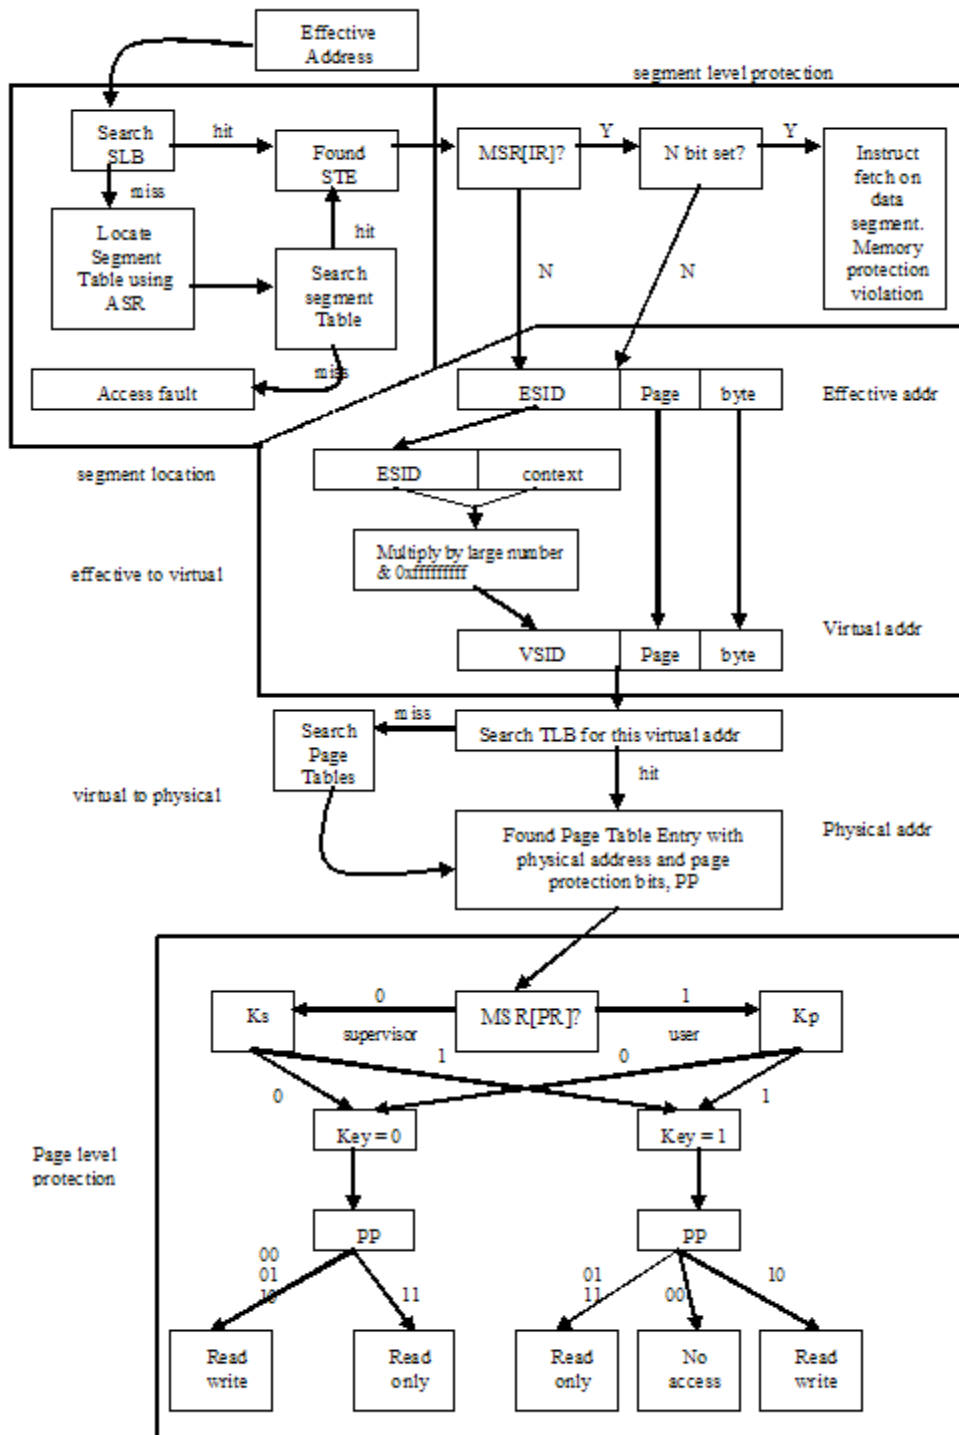 Effective
Address
segment level protection
Search
SLB
hit
Found
STE
MSR[IR]?
Y
N bit set?
Y
Instruct
fetch on
data
segment.
Memory
protection
violation
miss
Locate
Segment
Table using
ASR
hit
Search
segment
Table
N
N
miss
Access fault
ESID
Page
byte
Effective addr
segment location
ESID
context
Multiply by large number
& 0xfffffffff
effective to virtual
Virtual addr
VSID
Page
byte
miss
Search
Page
Tables
Search TLB for this virtual addr
hit
virtual to physical
Found Page Table Entry with
physical address and page
protection bits, PP
Physical addr
Ks
0
supervisor
MSR[PR]?
1
user
Kp
0
1
0
1
Key = 0
Key = 1
Page level
protection
PP
PP
00
01
10
11
01
11
00
10
Read
write
Read
only
Read
only
No
access
Read
write